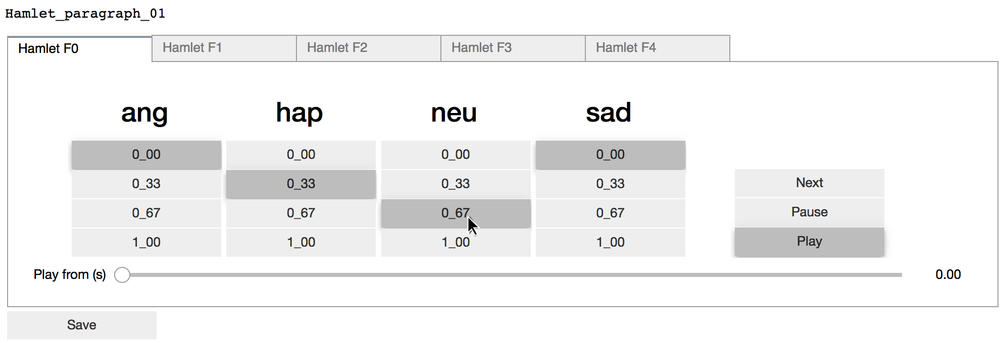 Hamlet_paragraph_01
Hamlet F0 Hamlet F1 Hamlet F2 Hamlet F3 Hamlet F4
ang hap neu sad
0_00 0_00 0_00 0_00
0_33 0_33 0_33 0_33 Next
0_67 0_67 0_67 0_67 Pause
1_00 1_00 1_00 1_00 Play
Play from (s) 0.00
Save